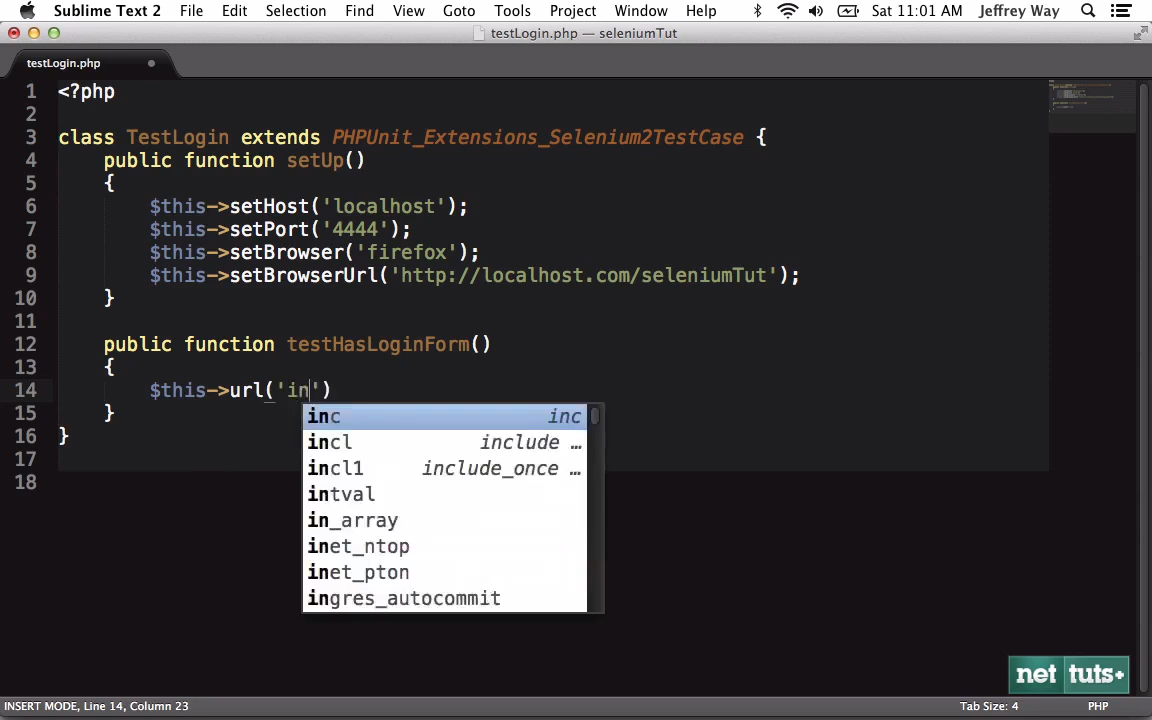 Sublime Text 2 File Edit Selection Find View Goto Tools Project Window Help Sat 11:01 AM Jeffrey Way
testLogin.php — seleniumTut
testLogin.php
1 <?php
2
3 class TestLogin extends PHPUnit_Extensions_Selenium2TestCase {
4 public function setUp()
5 {
6 $this->setHost('localhost');
7 $this->setPort('4444');
8 $this->setBrowser('firefox');
9 $this->setBrowserUrl('http://localhost.com/seleniumTut');
10 }
11
12 public function testHasLoginForm()
13 {
14 $this->url('in')
15 }
16 }
17
18
inc inc
incl include …
incl1 include_once …
intval
in_array
inet_ntop
inet_pton
ingres_autocommit
net tuts+
INSERT MODE, Line 14, Column 23 Tab Size: 4 PHP